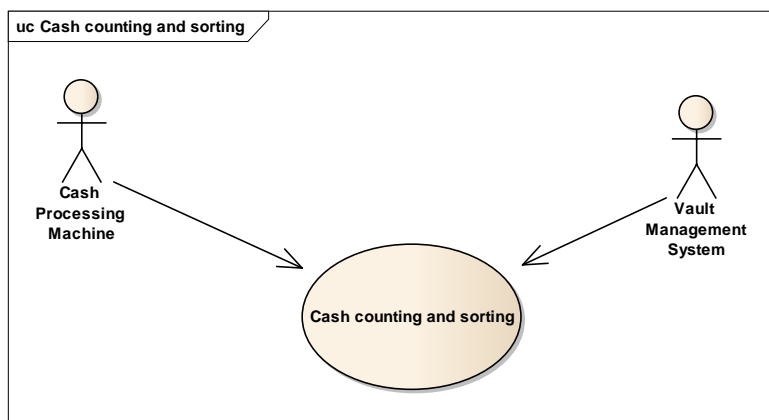 uc Cash counting and sorting
Cash
Processing
Machine
Vault
Management
System
Cash counting and sorting